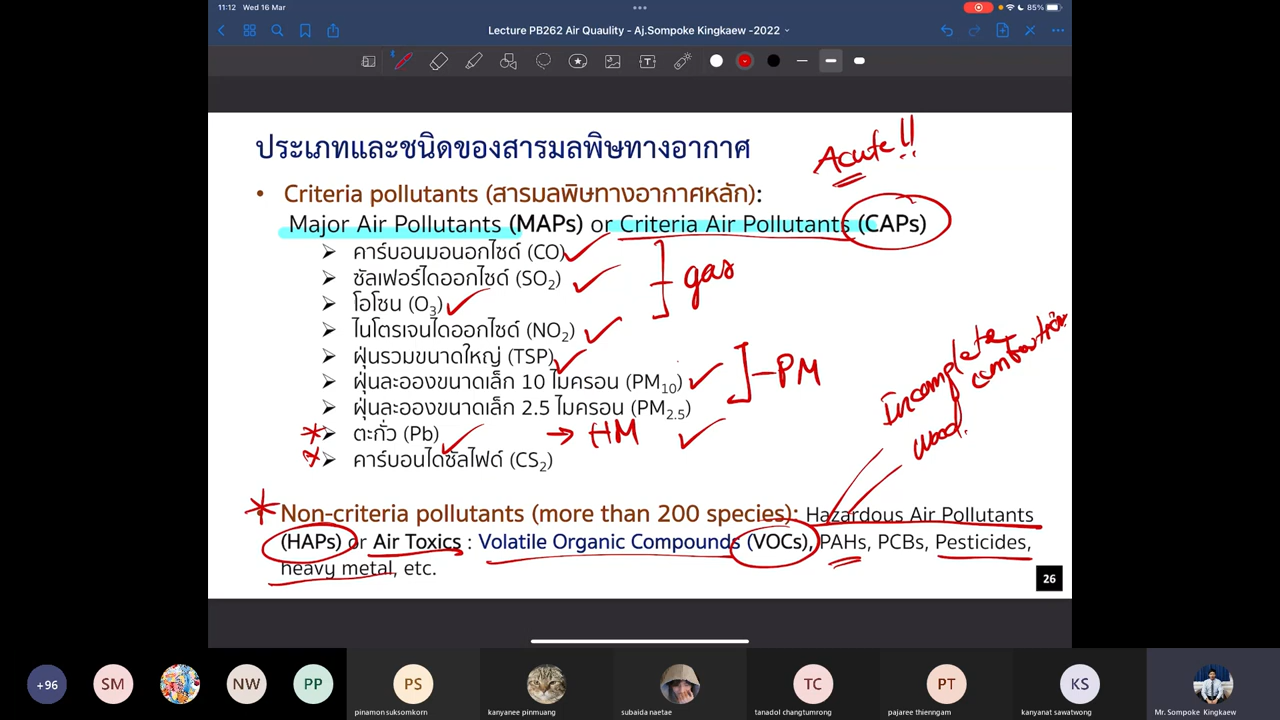 11:12 Wed 16 Mar
85%
Lecture PB262 Air Quaulity - Aj.Sompoke Kingkaew -2022
ประเภทและชนิดของสารมลพิษทางอากาศ
Acute!!
• Criteria pollutants (สารมลพิษทางอากาศหลัก):
Major Air Pollutants (MAPs) or Criteria Air Pollutants (CAPs)
➢ คาร์บอนมอนอกไซด์ (CO)
➢ ซัลเฟอร์ไดออกไซด์ (SO2)
gas
➢ โอโซน (O3)
➢ ไนโตรเจนไดออกไซด์ (NO2)
➢ ฝุ่นรวมขนาดใหญ่ (TSP)
➢ ฝุ่นละอองขนาดเล็ก 10 ไมครอน (PM10)
PM
➢ ฝุ่นละอองขนาดเล็ก 2.5 ไมครอน (PM2.5)
➢ ตะกั่ว (Pb) → HM
➢ คาร์บอนไดซัลไฟด์ (CS2)
Incomplete combustion
wood.
Non-criteria pollutants (more than 200 species): Hazardous Air Pollutants
(HAPs) or Air Toxics : Volatile Organic Compounds (VOCs), PAHs, PCBs, Pesticides,
heavy metal, etc.
26
+96
SM
NW
PP
PS
TC
PT
KS
pinamon suksomkorn
kanyanee pinmuang
subaida naetae
tanadol changtumrong
pajaree thienngam
kanyanat sawatwong
Mr. Sompoke Kingkaew